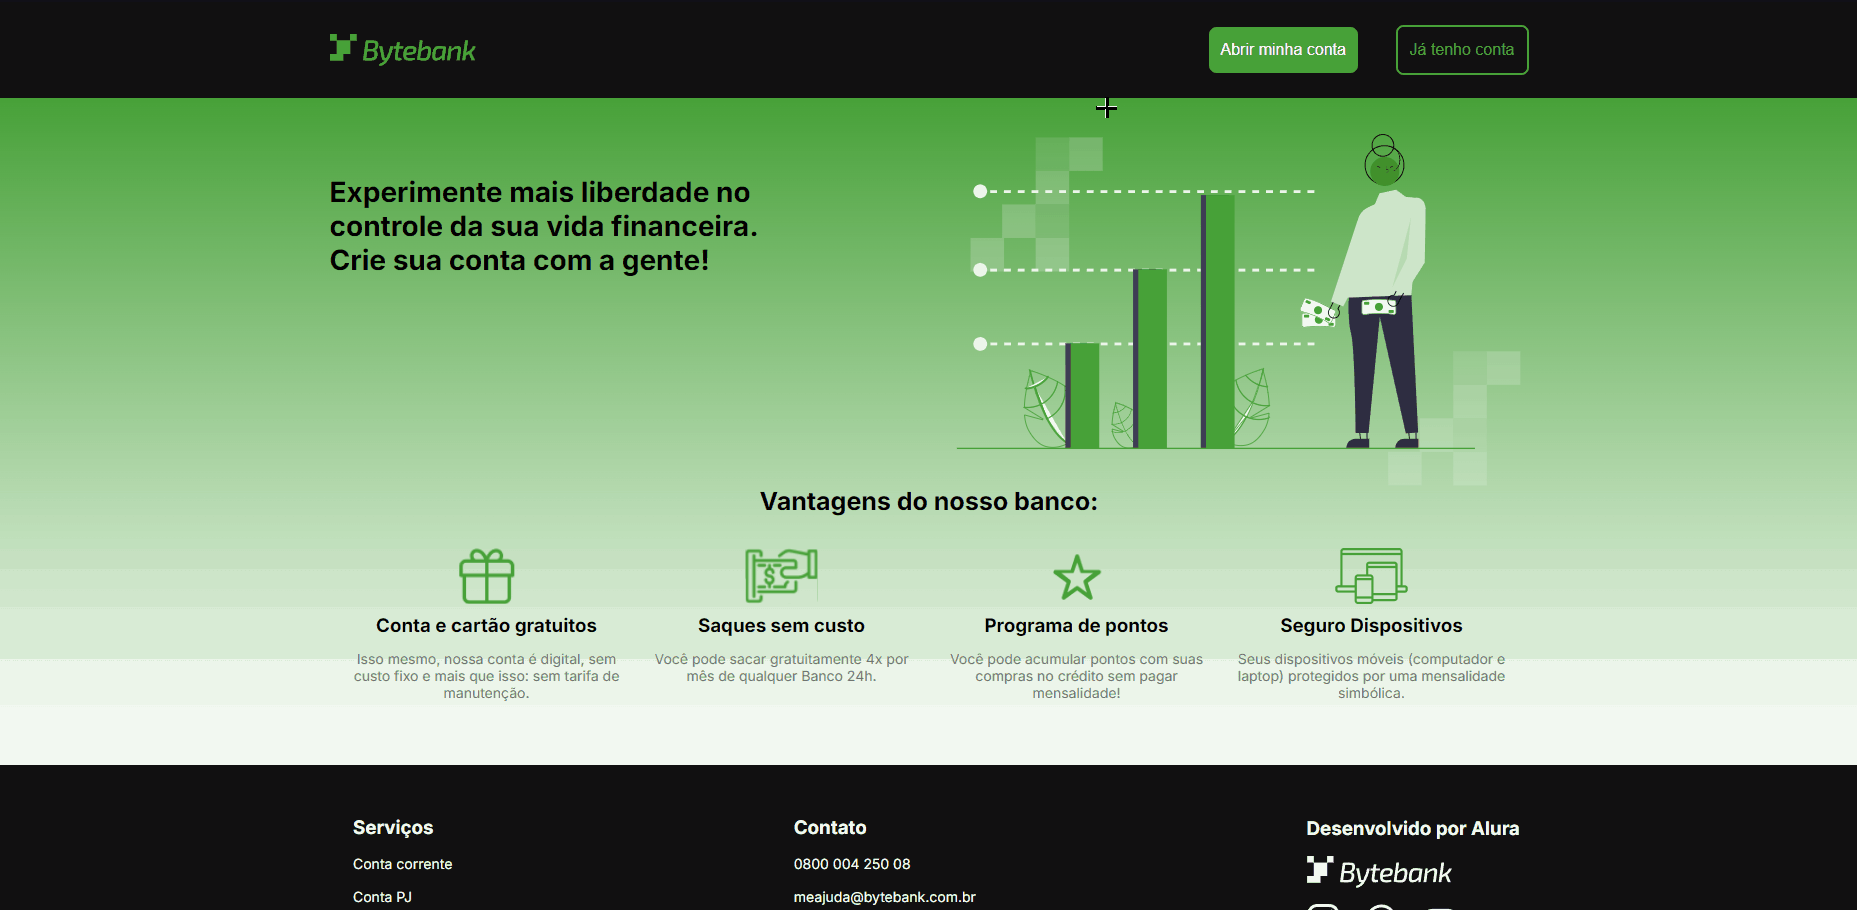 Bytebank
Abrir minha conta
Já tenho conta
Experimente mais liberdade no
controle da sua vida financeira.
Crie sua conta com a gente!
Vantagens do nosso banco:
Conta e cartão gratuitos
Isso mesmo, nossa conta é digital, sem
custo fixo e mais que isso: sem tarifa de
manutenção.
Saques sem custo
Você pode sacar gratuitamente 4x por
mês de qualquer Banco 24h.
Programa de pontos
Você pode acumular pontos com suas
compras no crédito sem pagar
mensalidade!
Seguro Dispositivos
Seus dispositivos móveis (computador e
laptop) protegidos por uma mensalidade
simbólica.
Serviços
Conta corrente
Conta PJ
Contato
0800 004 250 08
meajuda@bytebank.com.br
Desenvolvido por Alura
Bytebank